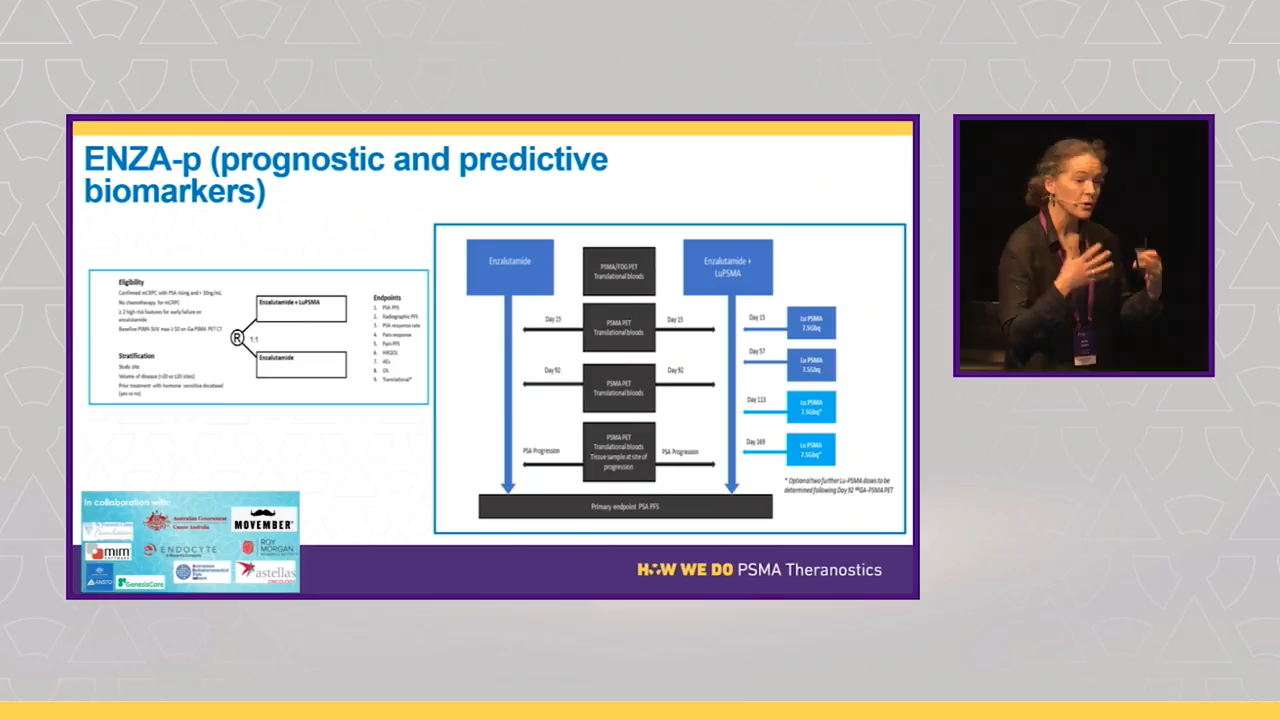 ENZA-p (prognostic and predictive
biomarkers)
Eligibility
Confirmed mCRPC with PSA rising and > 10ng/mL
No chemotherapy for mCRPC
≥ 2 high risk features for early failure on
enzalutamide
Baseline PSMA SUV max ≥ 10 on Ga PSMA PET CT
Stratification
Study site
Volume of disease (>20 vs ≤20 sites)
Prior treatment with hormone sensitive docetaxel
(yes vs no)
R
1:1
Enzalutamide + LuPSMA
Enzalutamide
Endpoints
1. PSA PFS
2. Radiographic PFS
3. PSA response rate
4. Pain response
5. Pain PFS
6. HRQOL
7. AEs
8. OS
9. Translational*
Enzalutamide
PSMA/FDG PET
Translational bloods
Enzalutamide +
LuPSMA
Day 15
PSMA PET
Translational bloods
Day 15
Day 15
Lu PSMA
7.5Gbq
Day 57
Lu PSMA
7.5Gbq
Day 92
PSMA PET
Translational bloods
Day 92
Day 113
Lu PSMA
7.5Gbq*
PSA Progression
PSMA PET
Translational bloods
Tissue sample at site of
progression
PSA Progression
Day 169
Lu PSMA
7.5Gbq*
* Optional two further Lu-PSMA doses to be
determined following Day 92 ⁶⁸GA-PSMA PET
Primary endpoint PSA PFS
In collaboration with:
Australian Government
Cancer Australia
MOVEMBER
mim
SOFTWARE
ENDOCYTE
ROY
MORGAN
ANSTO
GenesisCare
astellas
ONCOLOGY
HOW WE DO PSMA Theranostics